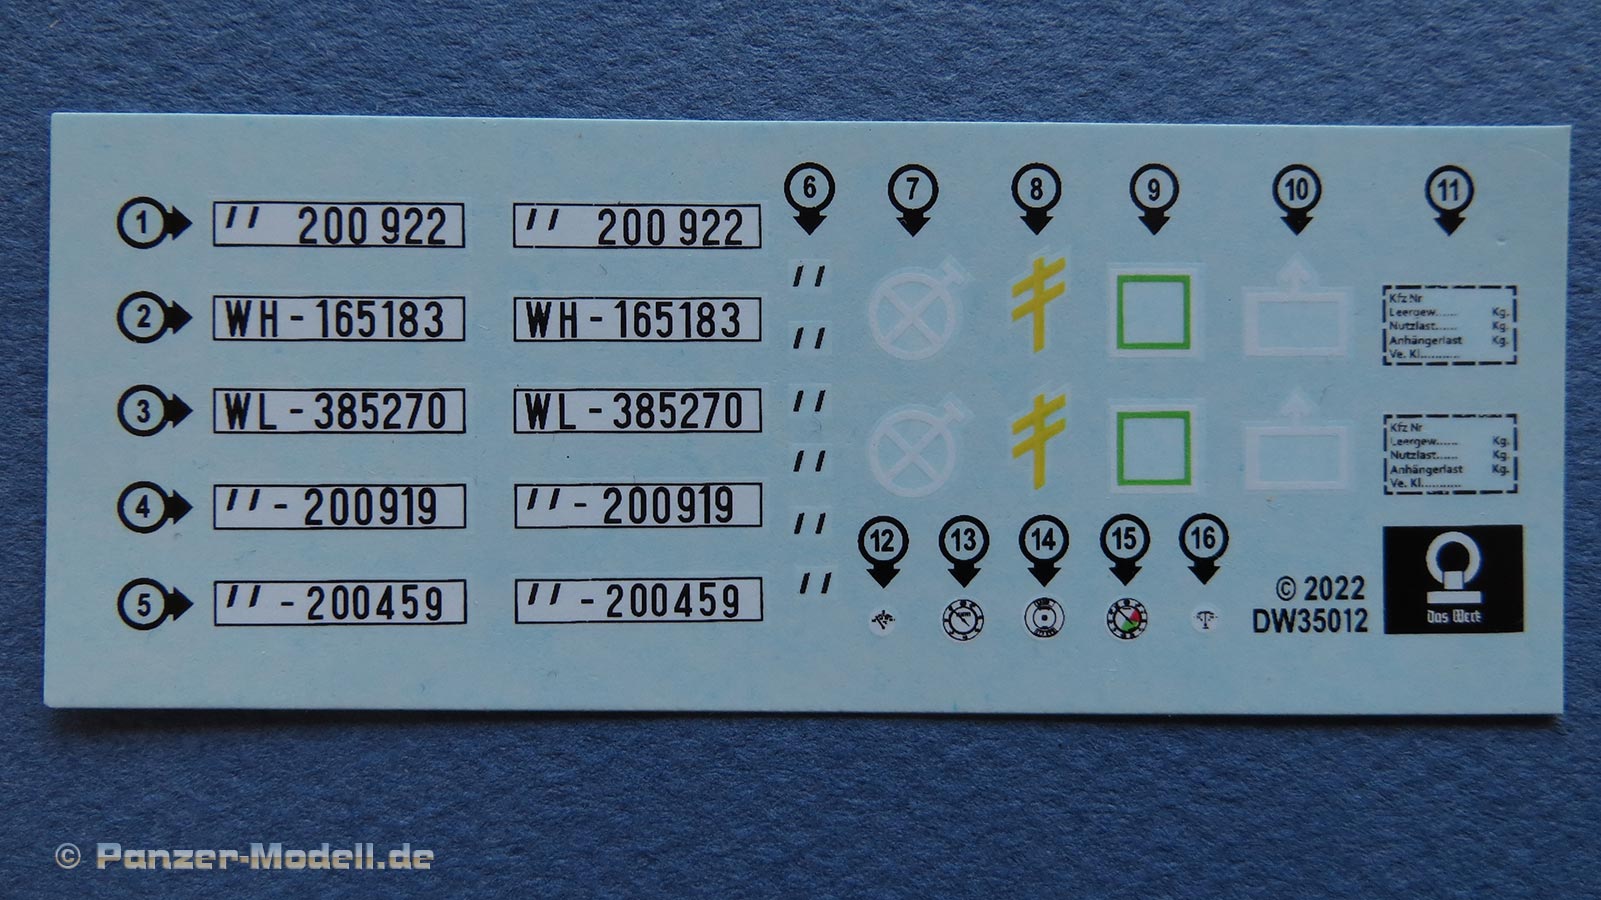 6 7 8 9 10 11
1 200 922 200 922
2 WH-165183 WH-165183
3 WL-385270 WL-385270
4 -200919 -200919
5 -200459 -200459
Kfz Nr
Leergew...... Kg.
Nutzlast...... Kg.
Anhängerlast Kg.
Ve. Kl............
Kfz Nr
Leergew...... Kg.
Nutzlast...... Kg.
Anhängerlast Kg.
Ve. Kl............
12 13 14 15 16
© 2022
DW35012
Das Werk
© Panzer-Modell.de